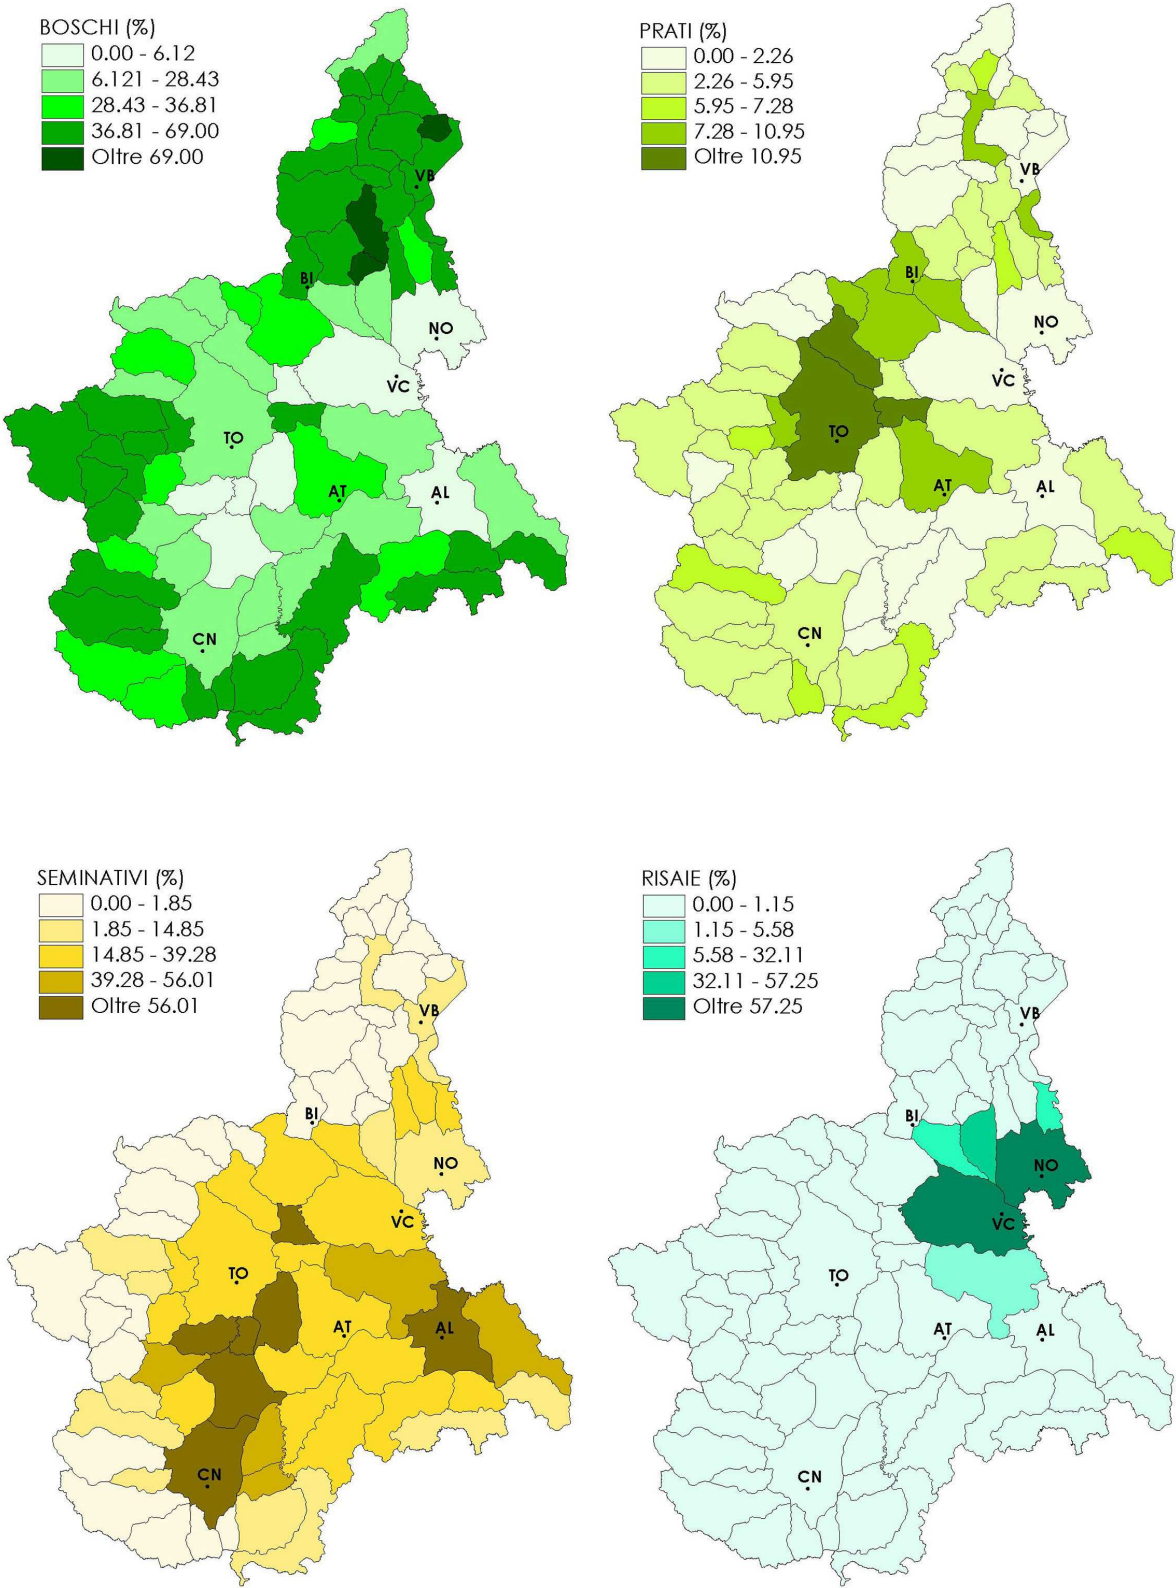 BOSCHI (%)
0.00 - 6.12
6.121 - 28.43
28.43 - 36.81
36.81 - 69.00
Oltre 69.00
VB
BI
NO
VC
TO
AT
AL
CN
PRATI (%)
0.00 - 2.26
2.26 - 5.95
5.95 - 7.28
7.28 - 10.95
Oltre 10.95
VB
BI
NO
VC
TO
AT
AL
CN
SEMINATIVI (%)
0.00 - 1.85
1.85 - 14.85
14.85 - 39.28
39.28 - 56.01
Oltre 56.01
VB
BI
NO
VC
TO
AT
AL
CN
RISAIE (%)
0.00 - 1.15
1.15 - 5.58
5.58 - 32.11
32.11 - 57.25
Oltre 57.25
VB
BI
NO
VC
TO
AT
AL
CN